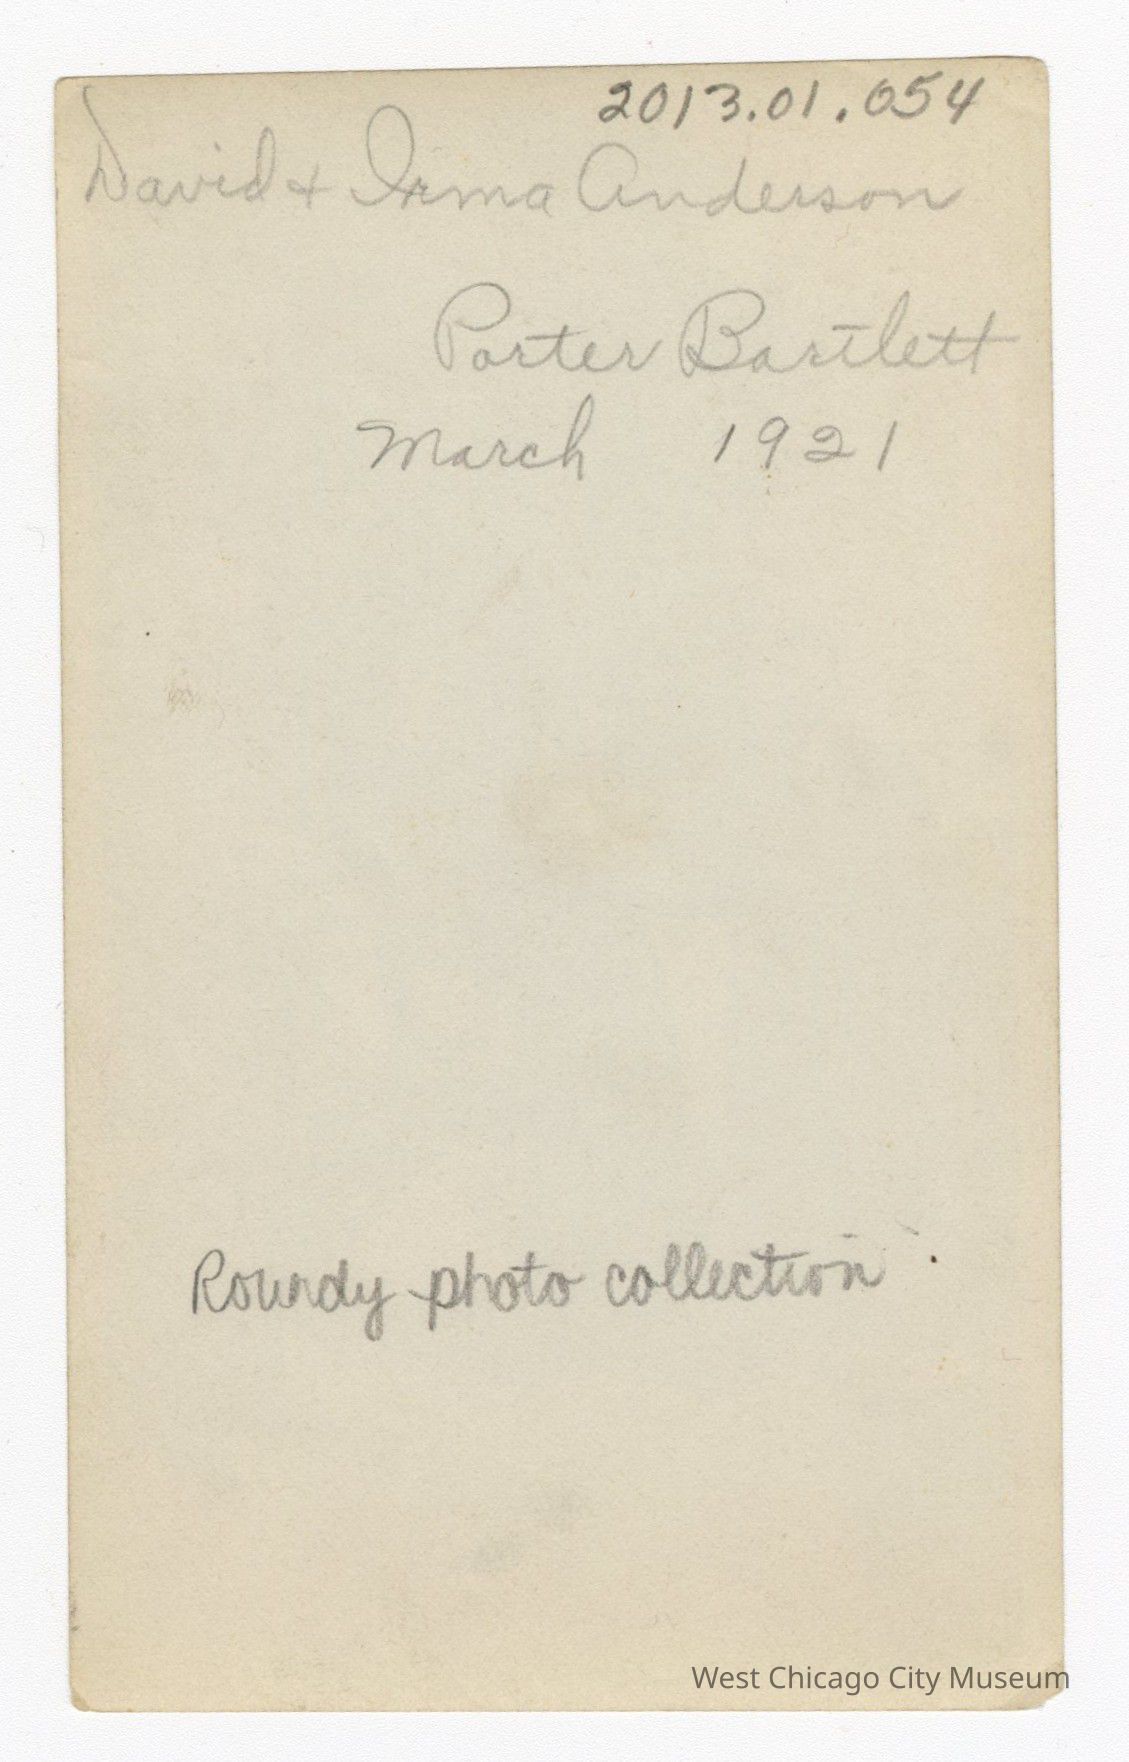 2013.01.054
David & Irma Anderson
Porter Bartlett
March 1921
Roundy photo collection
West Chicago City Museum